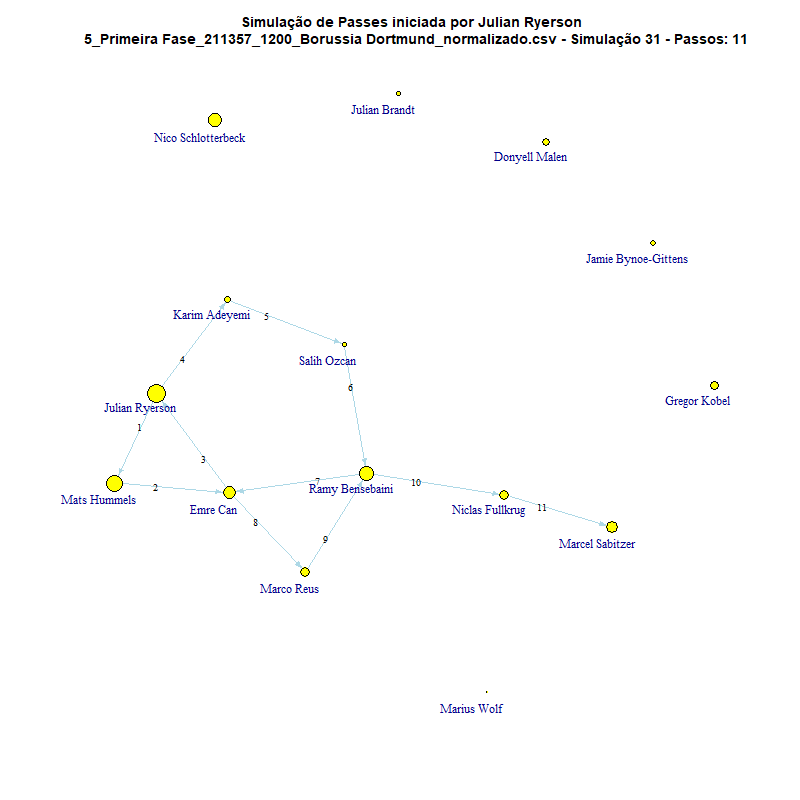 Simulação de Passes iniciada por Julian Ryerson
5_Primeira Fase_211357_1200_Borussia Dortmund_normalizado.csv - Simulação 31 - Passos: 11
Julian Brandt
Nico Schlotterbeck
Donyell Malen
Jamie Bynoe-Gittens
Karim Adeyemi
5
Salih Ozcan
4
6
Gregor Kobel
Julian Ryerson
1
3
7
10
Ramy Bensebaini
2
Mats Hummels
Emre Can
Niclas Fullkrug
11
8
9
Marcel Sabitzer
Marco Reus
Marius Wolf